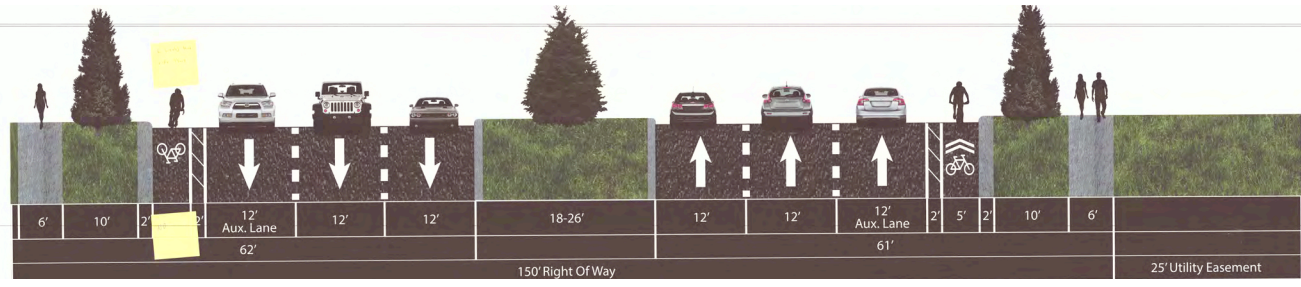 6' 10' 2' 2' 12' 12' 12' 18-26' 12' 12' 12' 2' 5' 2' 10' 6'
Aux. Lane Aux. Lane
62' 61'
150' Right Of Way 25' Utility Easement